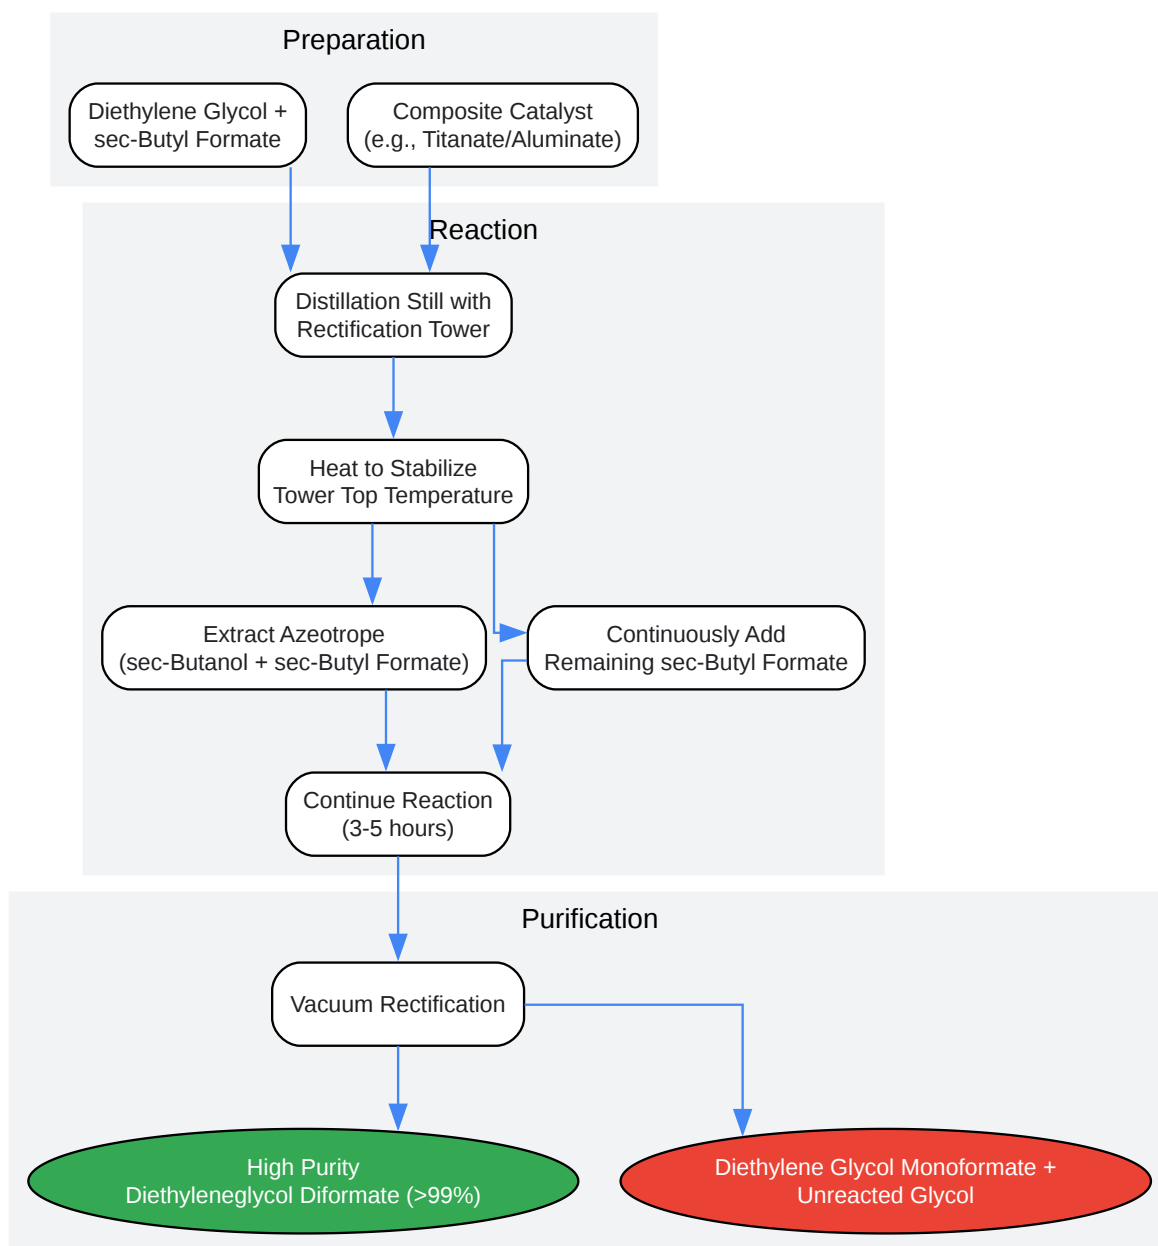 Preparation
Diethylene Glycol +
sec-Butyl Formate
Composite Catalyst
(e.g., Titanate/Aluminate)
Reaction
Distillation Still with
Rectification Tower
Heat to Stabilize
Tower Top Temperature
Extract Azeotrope
(sec-Butanol + sec-Butyl Formate)
Continuously Add
Remaining sec-Butyl Formate
Continue Reaction
(3-5 hours)
Purification
Vacuum Rectification
High Purity
Diethyleneglycol Diformate (>99%)
Diethylene Glycol Monoformate +
Unreacted Glycol